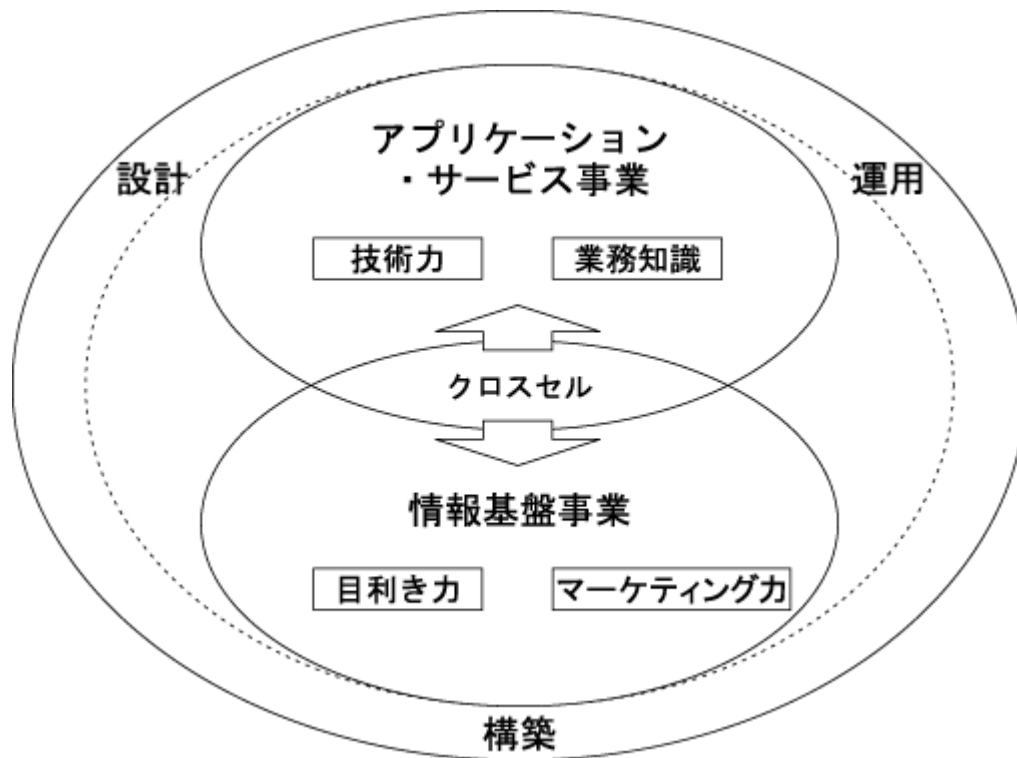 アプリケーション
・サービス事業
設計
運用
技術力
業務知識
クロスセル
情報基盤事業
目利き力
マーケティング力
構築